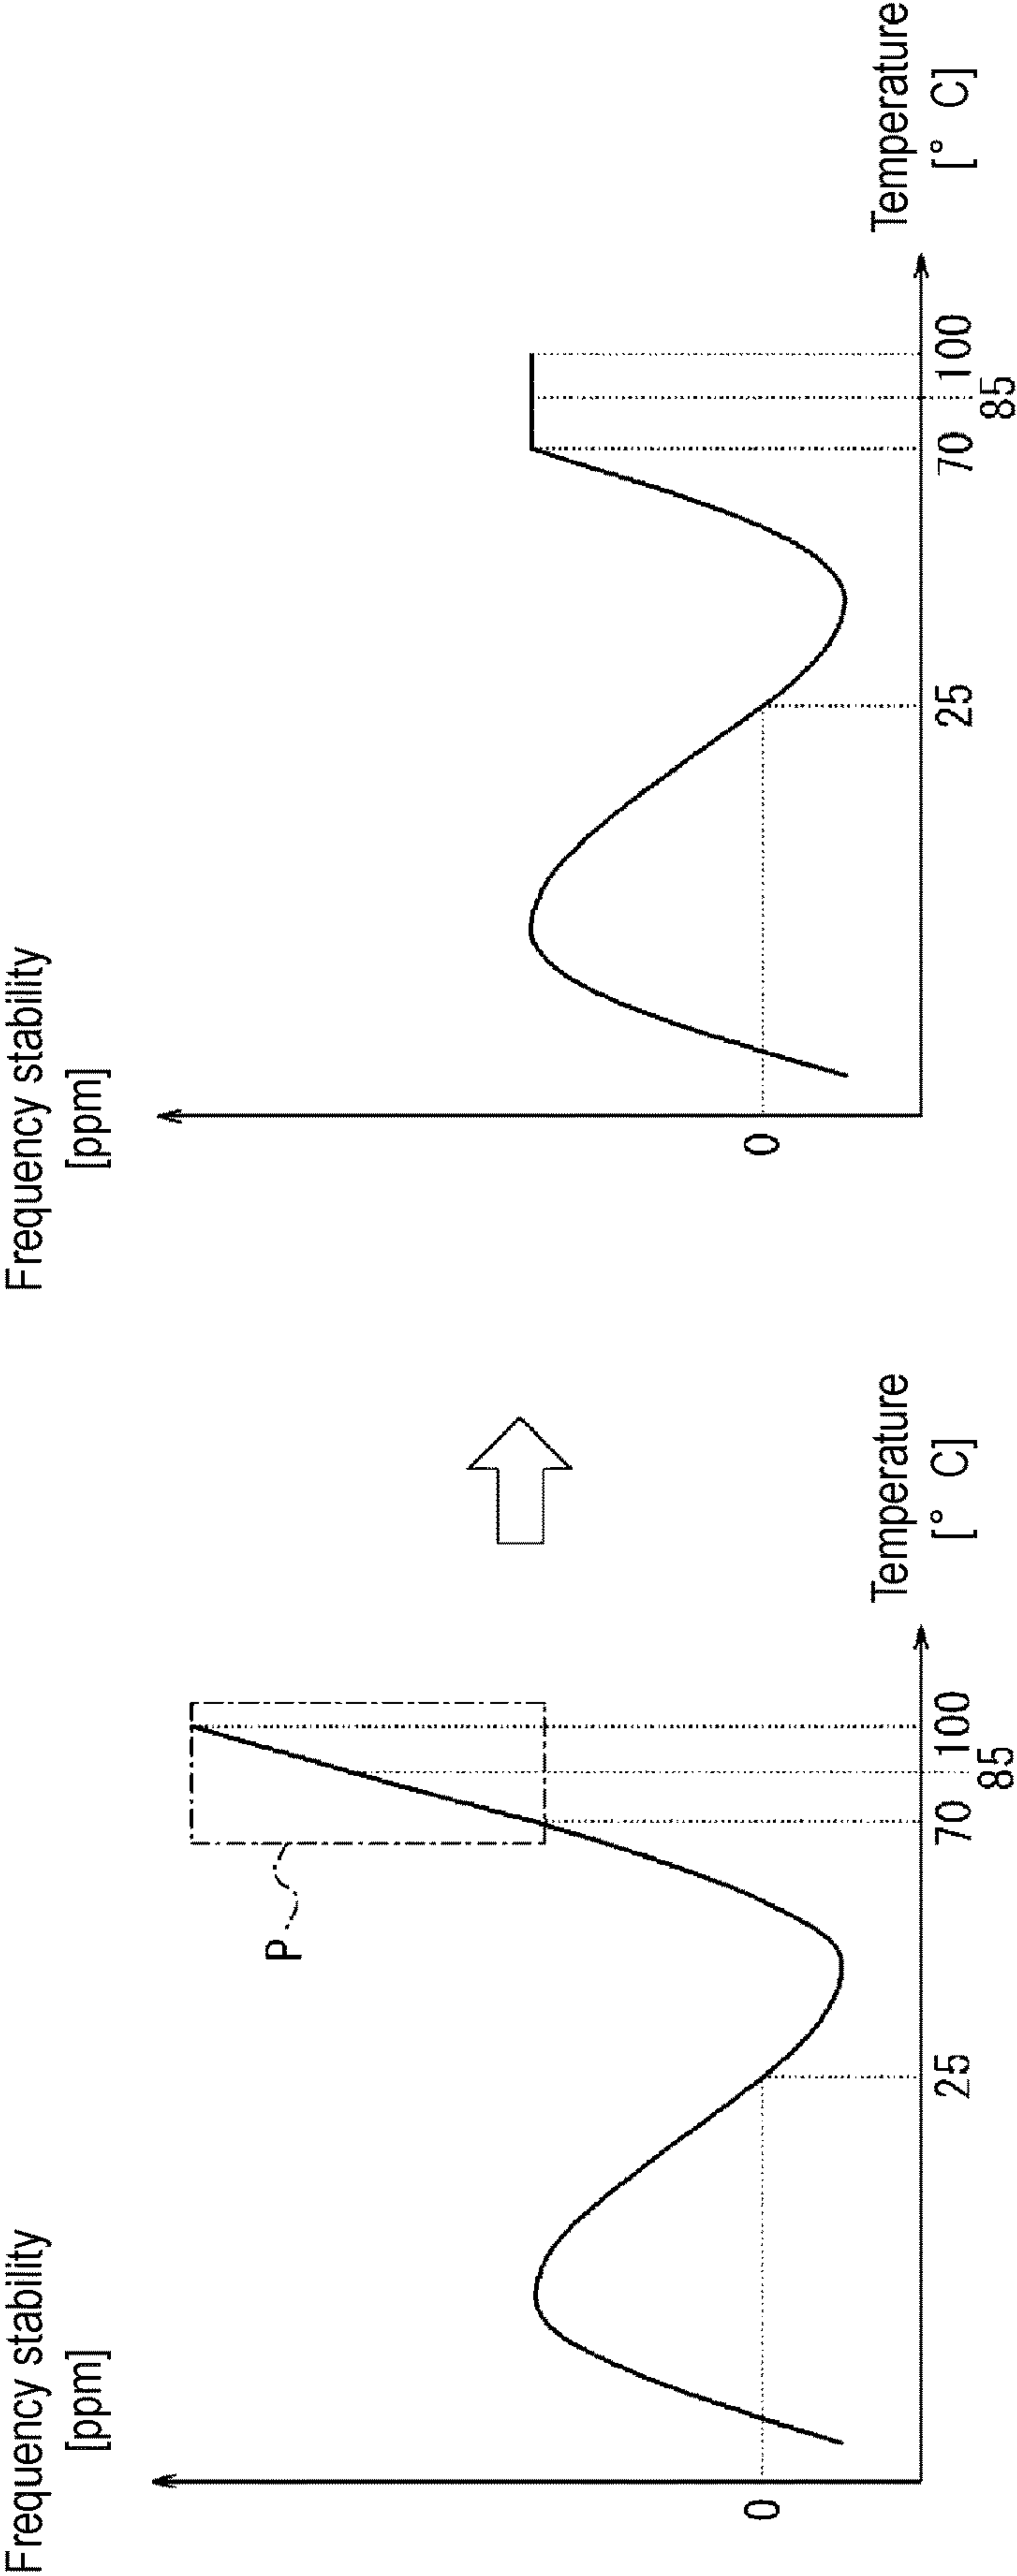 Frequency stability
[ppm]
P
0
25
70
100
85
Temperature
[° C]
Frequency stability
[ppm]
0
25
70
100
85
Temperature
[° C]